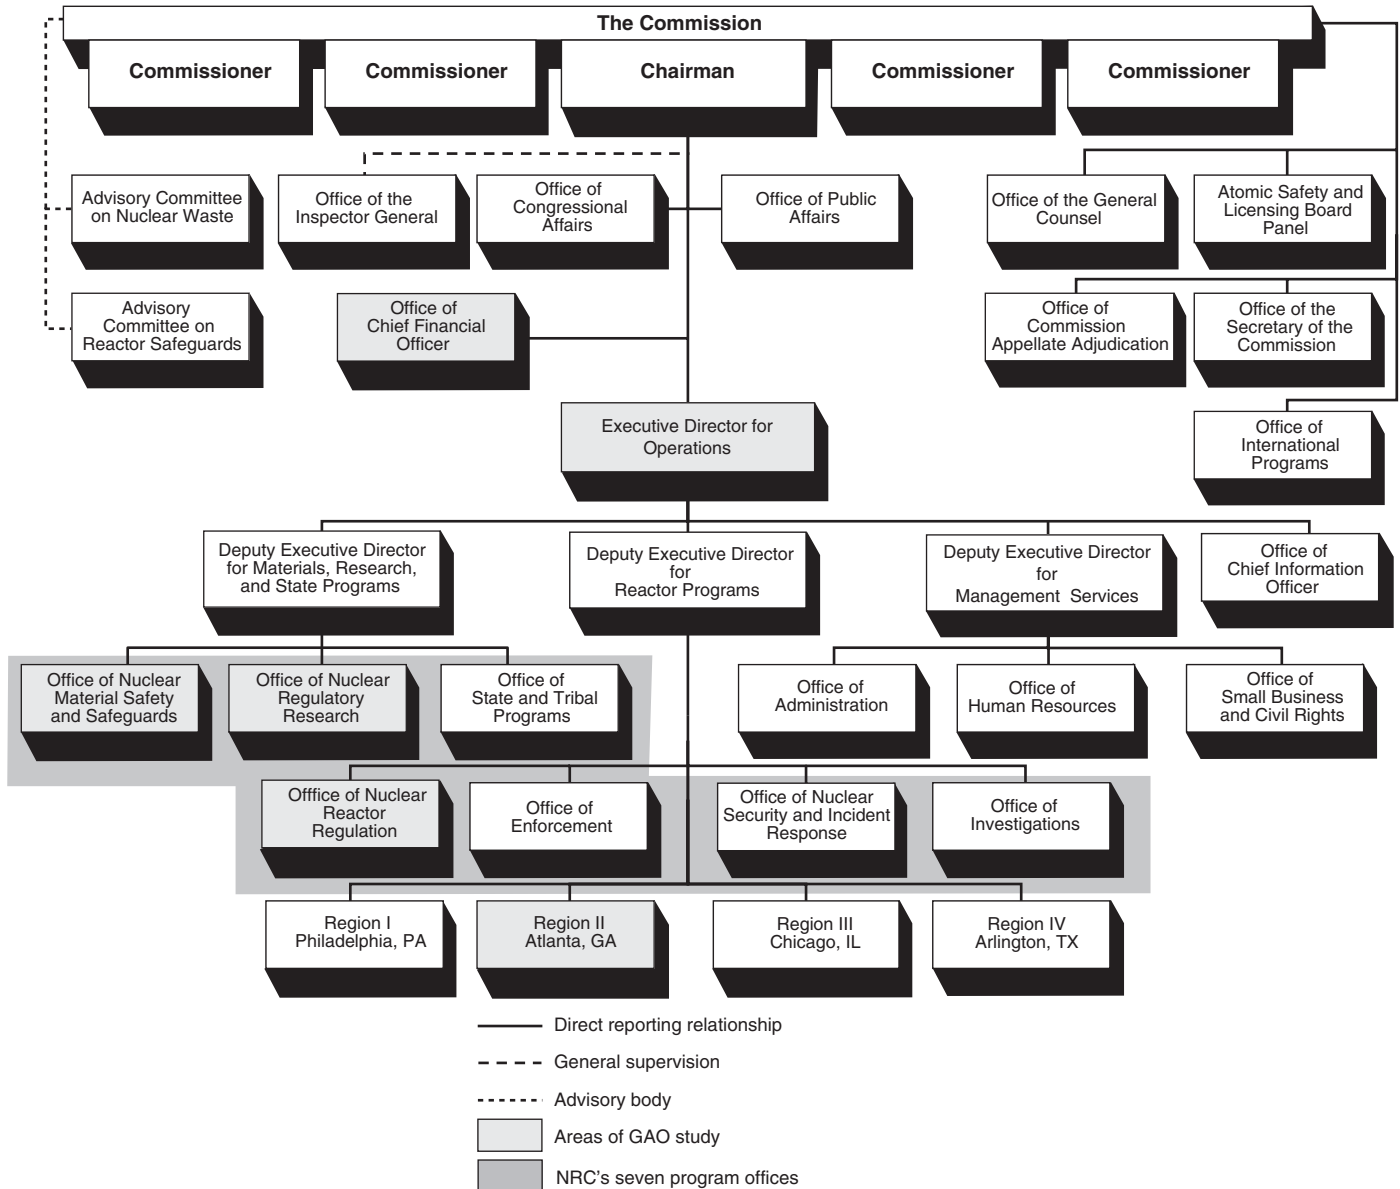 The Commission
Commissioner
Commissioner
Chairman
Commissioner
Commissioner
Advisory Committee
on Nuclear Waste
Office of the
Inspector General
Office of
Congressional
Affairs
Office of Public
Affairs
Office of the General
Counsel
Atomic Safety and
Licensing Board
Panel
Advisory
Committee on
Reactor Safeguards
Office of
Chief Financial
Officer
Office of
Commission
Appellate Adjudication
Office of the
Secretary of the
Commission
Executive Director for
Operations
Office of
International
Programs
Deputy Executive Director
for Materials, Research,
and State Programs
Deputy Executive Director
for
Reactor Programs
Deputy Executive Director
for
Management Services
Office of
Chief Information
Officer
Office of Nuclear
Material Safety
and Safeguards
Office of Nuclear
Regulatory
Research
Office of
State and Tribal
Programs
Office of
Administration
Office of
Human Resources
Office of
Small Business
and Civil Rights
Offfice of Nuclear
Reactor
Regulation
Office of
Enforcement
Office of Nuclear
Security and Incident
Response
Office of
Investigations
Region I
Philadelphia, PA
Region II
Atlanta, GA
Region III
Chicago, IL
Region IV
Arlington, TX
Direct reporting relationship
General supervision
Advisory body
Areas of GAO study
NRC's seven program offices